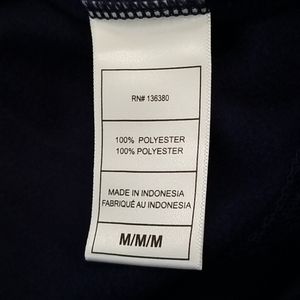 RN# 136380
100% POLYESTER
100% POLYESTER
MADE IN INDONESIA
FABRIQUÉ AU INDONESIA
M/M/M